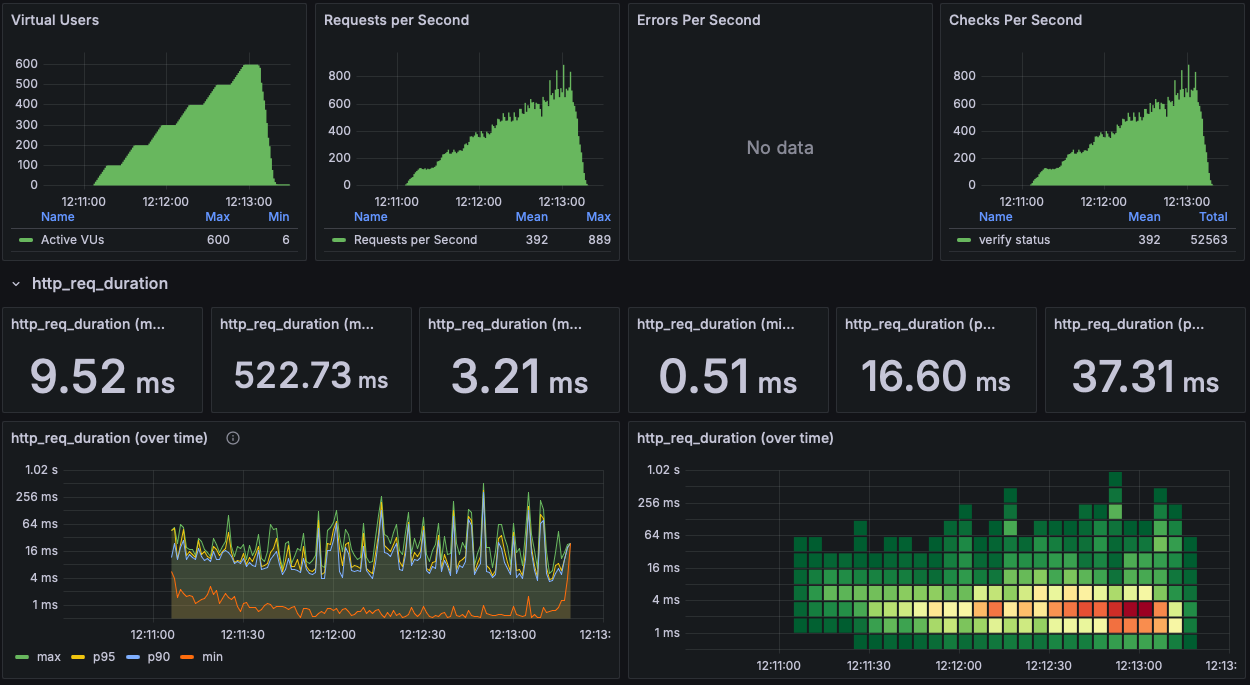 Virtual Users
600
500
400
300
200
100
0
12:11:00 12:12:00 12:13:00
Name Max Min
Active VUs 600 6
Requests per Second
800
600
400
200
0
12:11:00 12:12:00 12:13:00
Name Mean Max
Requests per Second 392 889
Errors Per Second
No data
Checks Per Second
800
600
400
200
0
12:11:00 12:12:00 12:13:00
Name Mean Total
verify status 392 52563
http_req_duration
http_req_duration (m...
9.52 ms
http_req_duration (m...
522.73 ms
http_req_duration (m...
3.21 ms
http_req_duration (mi...
0.51 ms
http_req_duration (p...
16.60 ms
http_req_duration (p...
37.31 ms
http_req_duration (over time)
1.02 s
256 ms
64 ms
16 ms
4 ms
1 ms
12:11:00 12:11:30 12:12:00 12:12:30 12:13:00 12:13:
max p95 p90 min
http_req_duration (over time)
1.02 s
256 ms
64 ms
16 ms
4 ms
1 ms
12:11:00 12:11:30 12:12:00 12:12:30 12:13:00 12:13: